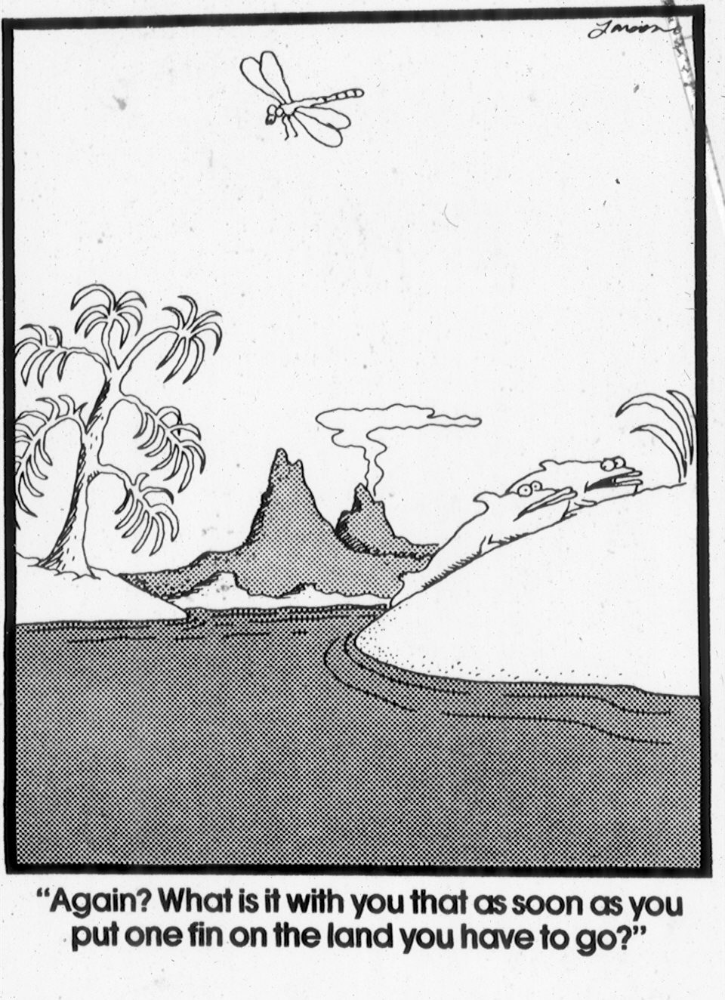 Larson
“Again? What is it with you that as soon as you
put one fin on the land you have to go?”